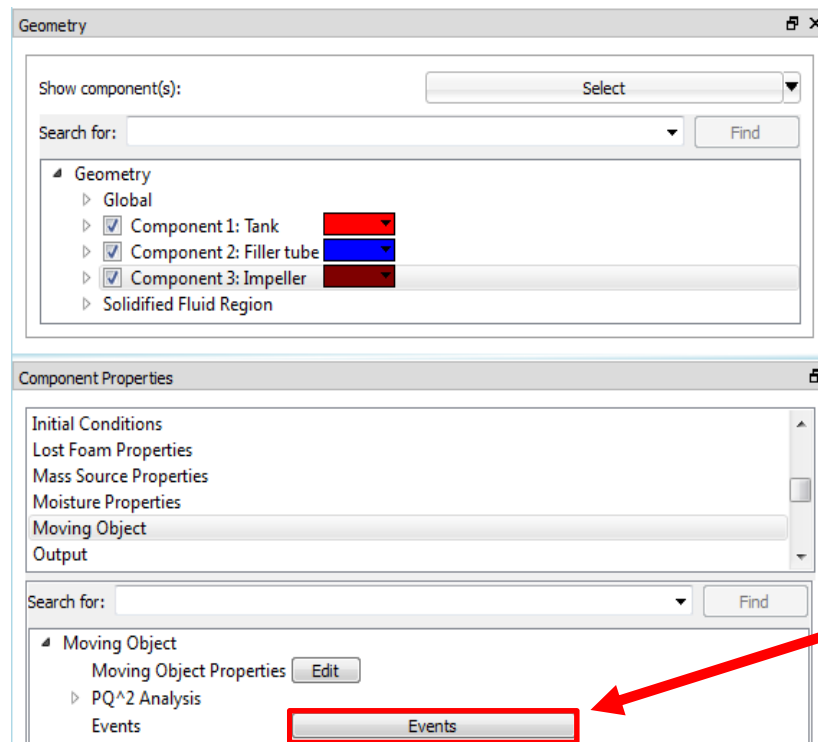 Geometry
Show component(s): Select
Search for: Find
Geometry
Global
Component 1: Tank
Component 2: Filler tube
Component 3: Impeller
Solidified Fluid Region
Component Properties
Initial Conditions
Lost Foam Properties
Mass Source Properties
Moisture Properties
Moving Object
Output
Search for: Find
Moving Object
Moving Object Properties Edit
PQ^2 Analysis
Events Events